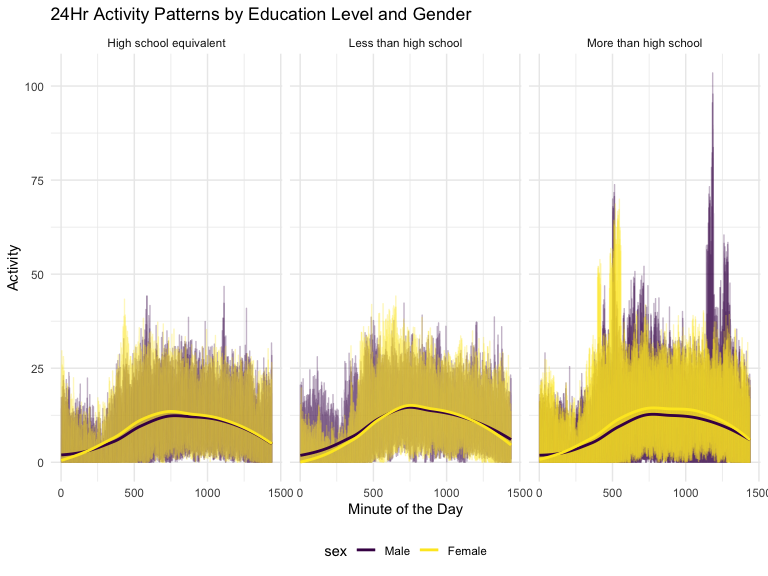 24Hr Activity Patterns by Education Level and Gender
High school equivalent Less than high school More than high school
100
75
50
25
0
Activity
0 500 1000 1500 0 500 1000 1500 0 500 1000 1500
Minute of the Day
sex Male Female